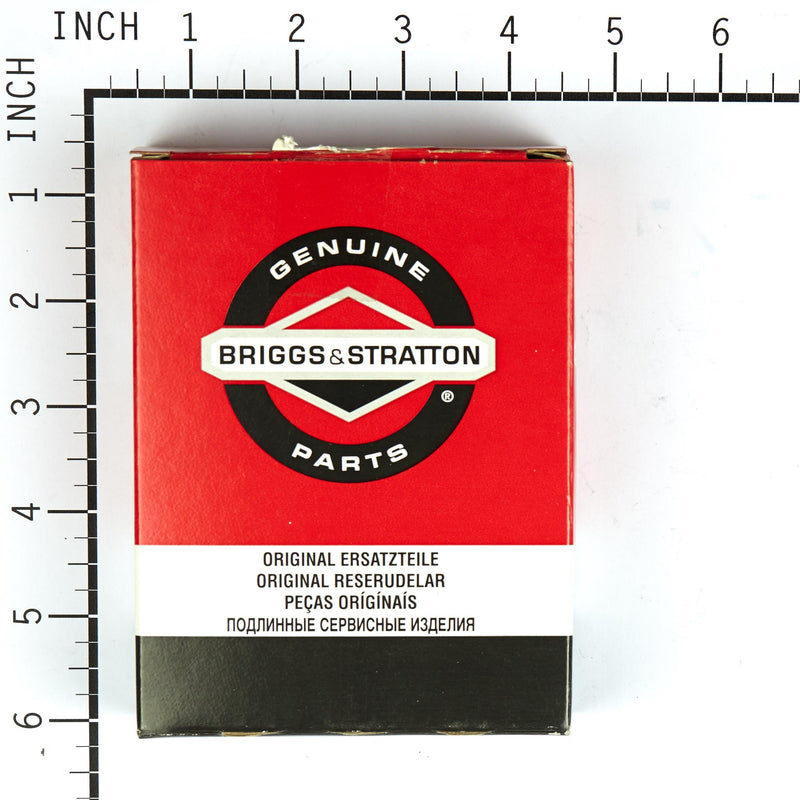 INCH 1 2 3 4 5 6
INCH
1
2
3
4
5
6
GENUINE
BRIGGS & STRATTON
®
PARTS
ORIGINAL ERSATZTEILE
ORIGINAL RESERUDELAR
PEÇAS ORÍGÍNAÍS
ПОДЛИННЫЕ СЕРВИСНЫЕ ИЗДЕЛИЯ